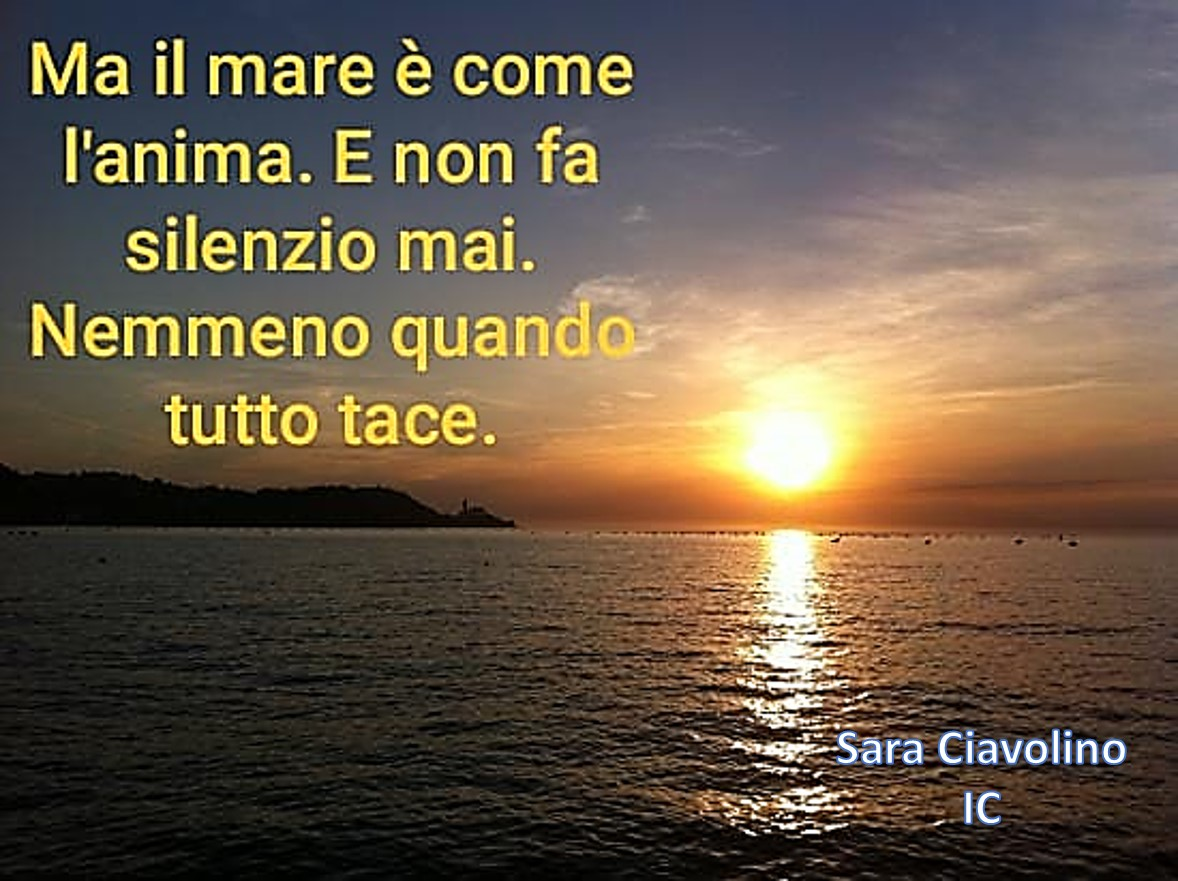 Ma il mare è come
l'anima. E non fa
silenzio mai.
Nemmeno quando
tutto tace.
Sara Ciavolino
IC